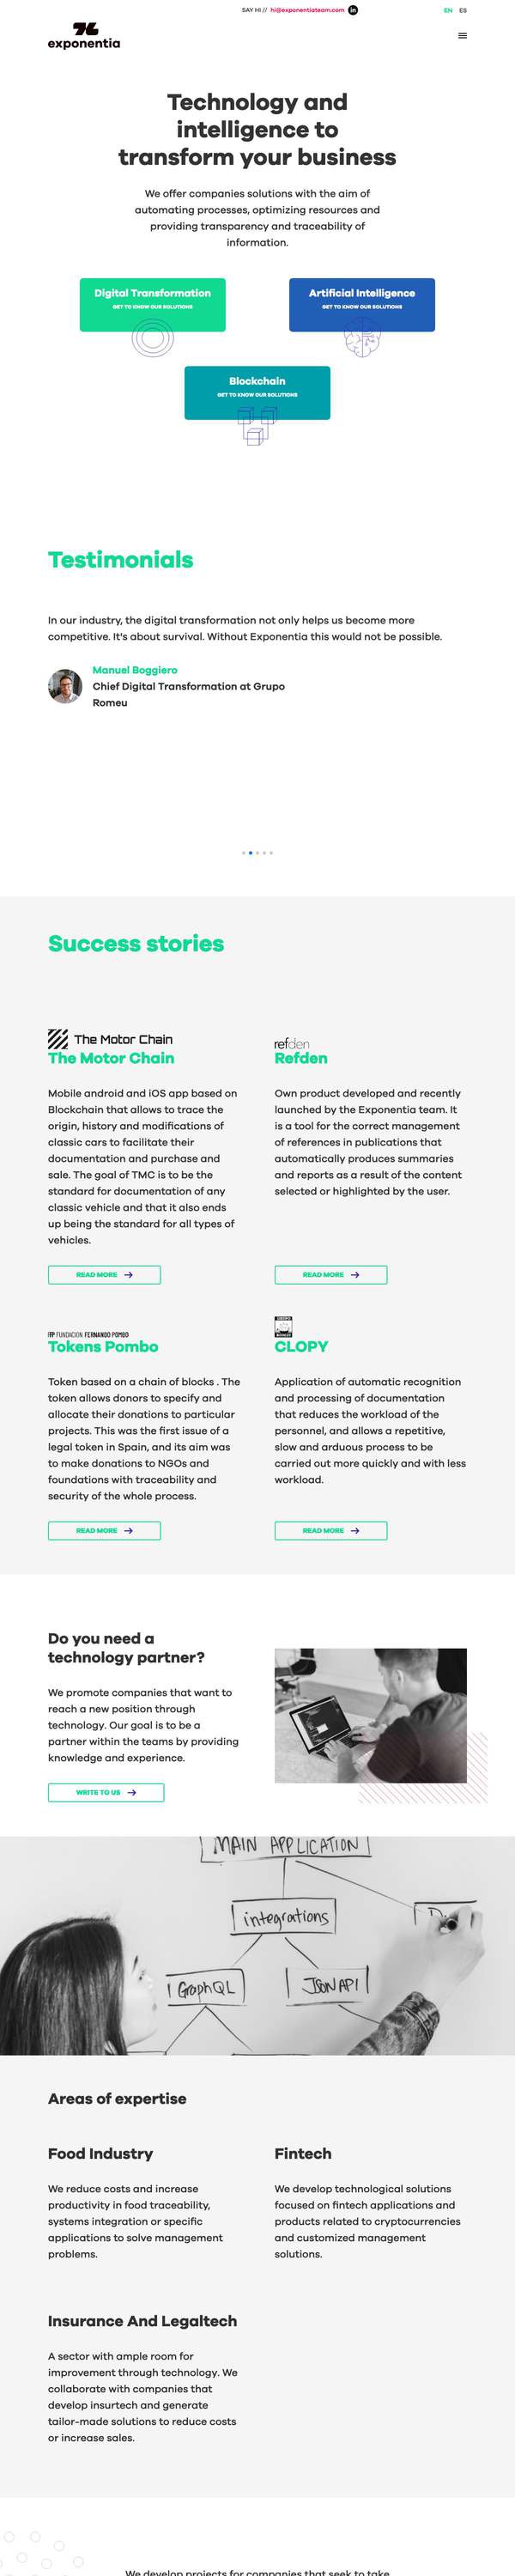 SAY HI // hi@exponentiateam.com in
EN ES
exponentia
Technology and
intelligence to
transform your business
We offer companies solutions with the aim of
automating processes, optimizing resources and
providing transparency and traceability of
information.
Digital Transformation
GET TO KNOW OUR SOLUTIONS
Artificial Intelligence
GET TO KNOW OUR SOLUTIONS
Blockchain
GET TO KNOW OUR SOLUTIONS
Testimonials
In our industry, the digital transformation not only helps us become more
competitive. It's about survival. Without Exponentia this would not be possible.
Manuel Boggiero
Chief Digital Transformation at Grupo
Romeu
Success stories
The Motor Chain
The Motor Chain
Mobile android and iOS app based on
Blockchain that allows to trace the
origin, history and modifications of
classic cars to facilitate their
documentation and purchase and
sale. The goal of TMC is to be the
standard for documentation of any
classic vehicle and that it also ends
up being the standard for all types of
vehicles.
READ MORE
refden
Refden
Own product developed and recently
launched by the Exponentia team. It
is a tool for the correct management
of references in publications that
automatically produces summaries
and reports as a result of the content
selected or highlighted by the user.
READ MORE
FUNDACION FERNANDO POMBO
Tokens Pombo
Token based on a chain of blocks . The
token allows donors to specify and
allocate their donations to particular
projects. This was the first issue of a
legal token in Spain, and its aim was
to make donations to NGOs and
foundations with traceability and
security of the whole process.
READ MORE
CLOPY
Application of automatic recognition
and processing of documentation
that reduces the workload of the
personnel, and allows a repetitive,
slow and arduous process to be
carried out more quickly and with less
workload.
READ MORE
Do you need a
technology partner?
We promote companies that want to
reach a new position through
technology. Our goal is to be a
partner within the teams by providing
knowledge and experience.
WRITE TO US
MAIN APPLICATION
integrations
GraphQL
JSON API
Areas of expertise
Food Industry
We reduce costs and increase
productivity in food traceability,
systems integration or specific
applications to solve management
problems.
Fintech
We develop technological solutions
focused on fintech applications and
products related to cryptocurrencies
and customized management
solutions.
Insurance And Legaltech
A sector with ample room for
improvement through technology. We
collaborate with companies that
develop insurtech and generate
tailor-made solutions to reduce costs
or increase sales.
We develop projects for companies that seek to take